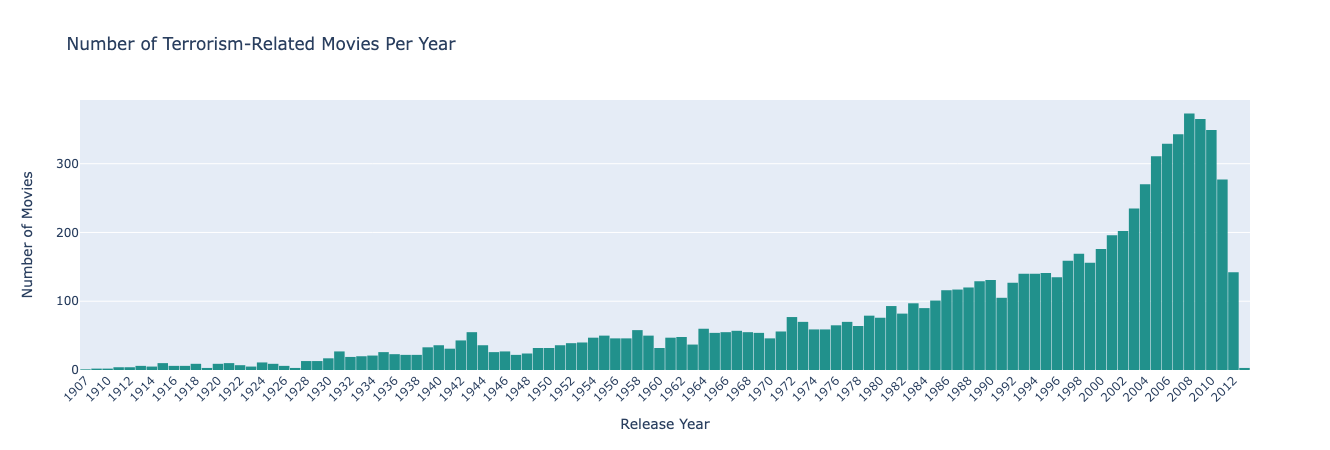 Number of Terrorism-Related Movies Per Year
Number of Movies
300
200
100
0
1907 1910 1912 1914 1916 1918 1920 1922 1924 1926 1928 1930 1932 1934 1936 1938 1940 1942 1944 1946 1948 1950 1952 1954 1956 1958 1960 1962 1964 1966 1968 1970 1972 1974 1976 1978 1980 1982 1984 1986 1988 1990 1992 1994 1996 1998 2000 2002 2004 2006 2008 2010 2012
Release Year